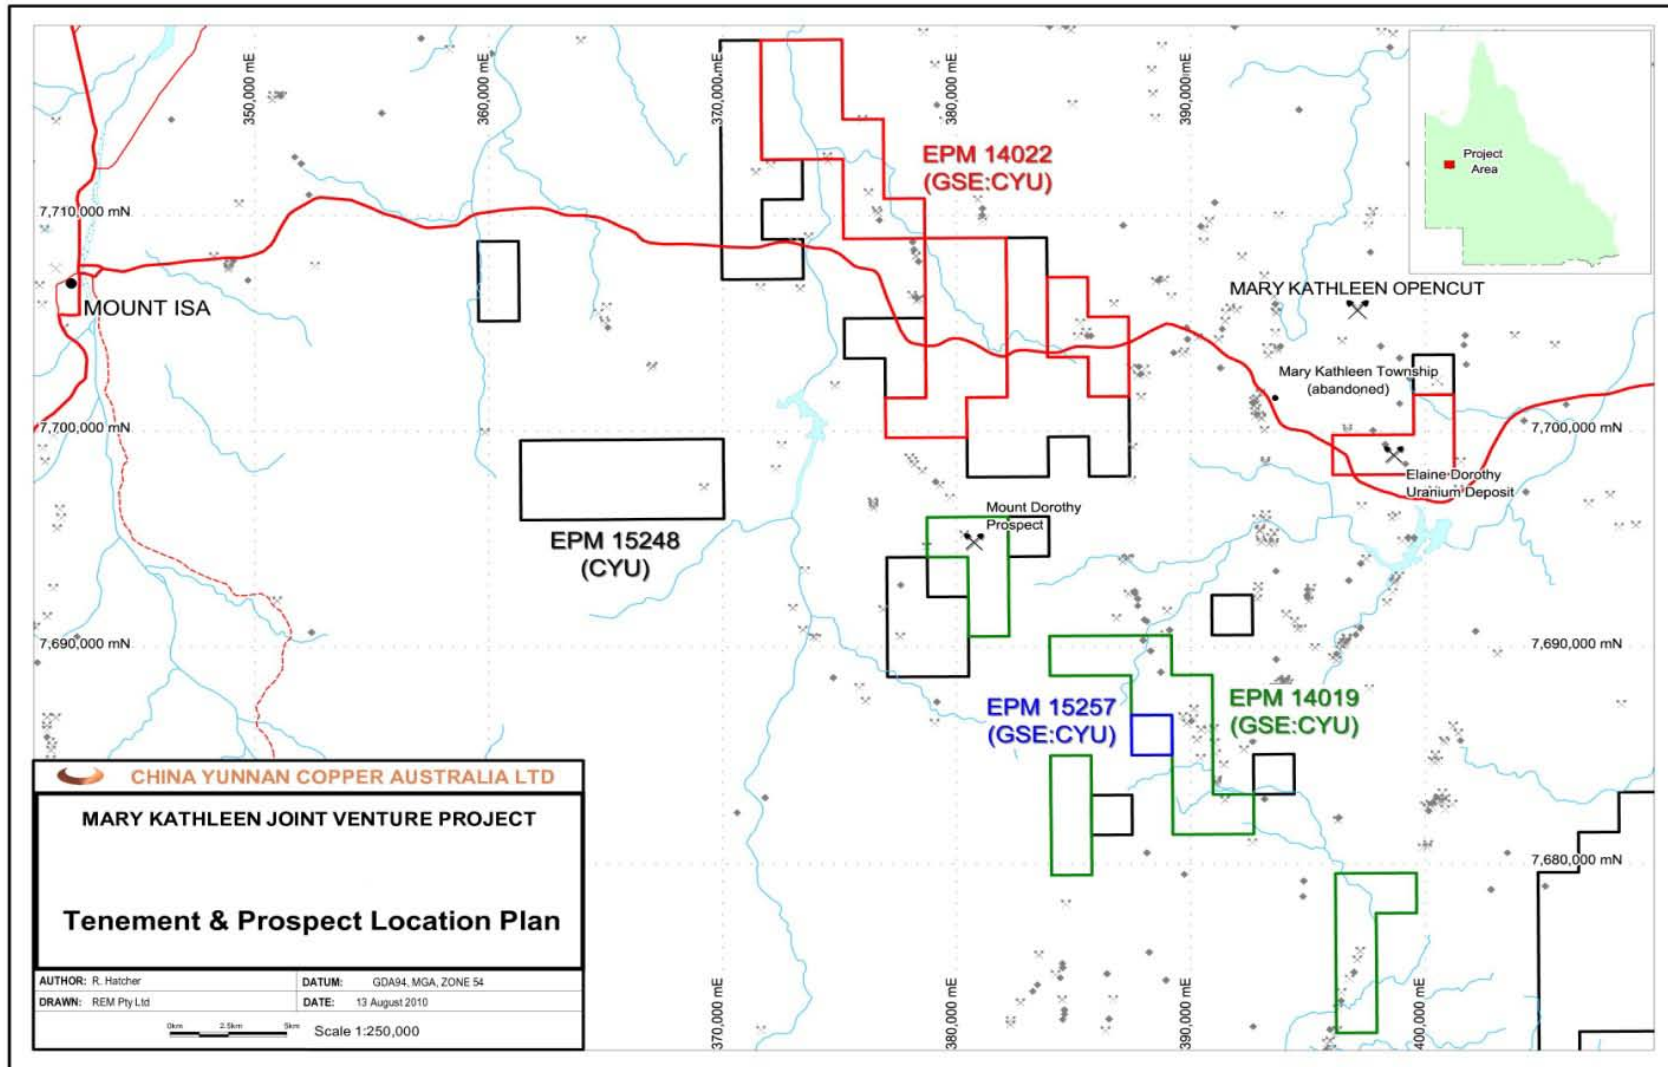 350,000 mE
360,000 mE
370,000 mE
380,000 mE
390,000 mE
Project
Area
EPM 14022
(GSE:CYU)
7,710,000 mN
MOUNT ISA
MARY KATHLEEN OPENCUT
Mary Kathleen Township
(abandoned)
7,700,000 mN
7,700,000 mN
Elaine Dorothy
Uranium Deposit
Mount Dorothy
Prospect
EPM 15248
(CYU)
7,690,000 mN
7,690,000 mN
EPM 15257
(GSE:CYU)
EPM 14019
(GSE:CYU)
7,680,000 mN
CHINA YUNNAN COPPER AUSTRALIA LTD
MARY KATHLEEN JOINT VENTURE PROJECT
Tenement & Prospect Location Plan
AUTHOR: R. Hatcher
DATUM: GDA94, MGA, ZONE 54
DRAWN: REM Pty Ltd
DATE: 13 August 2010
0km 2.5km 5km Scale 1:250,000
370,000 mE
380,000 mE
390,000 mE
400,000 mE